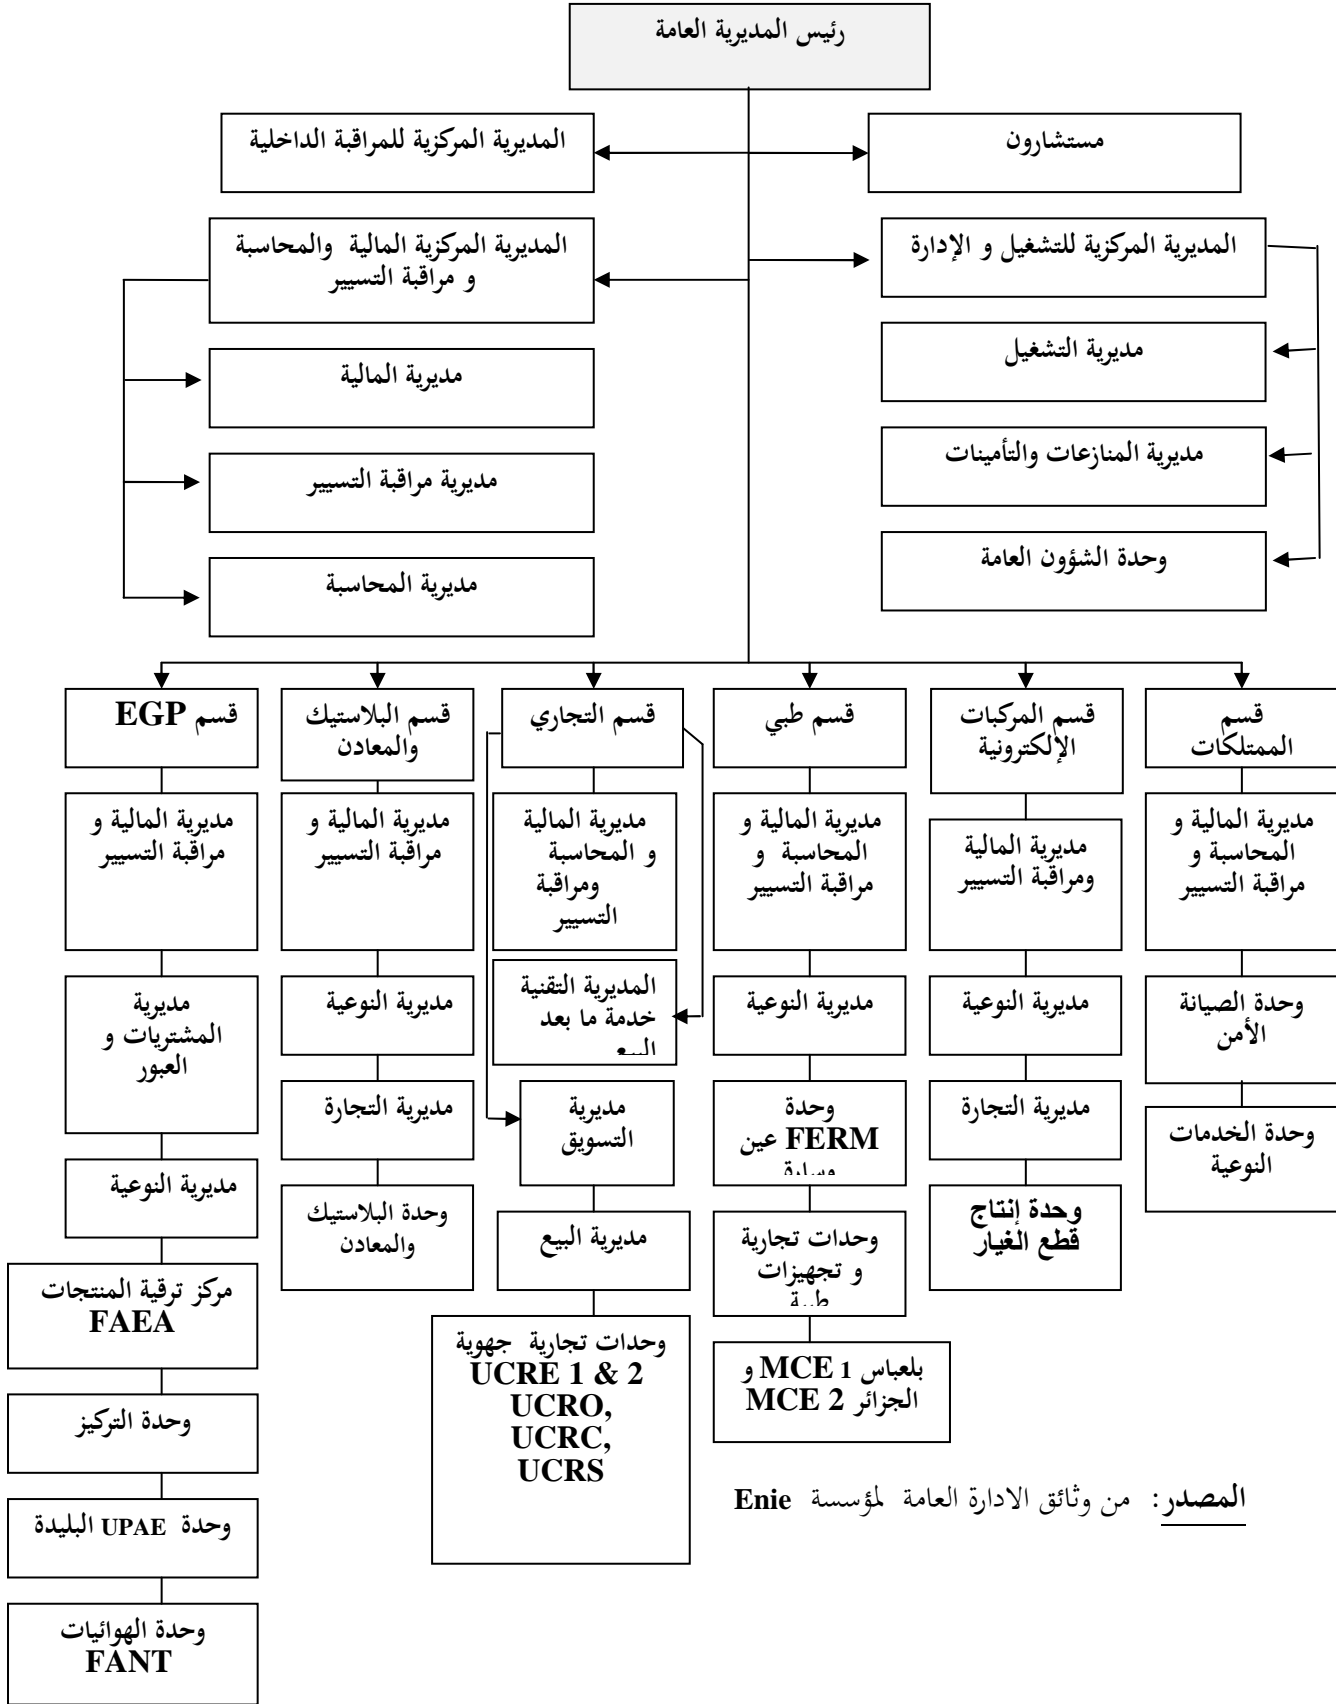 رئيس المديرية العامة
مستشارون
المديرية المركزية للمراقبة الداخلية
المديرية المركزية للتشغيل و الإدارة
المديرية المركزية المالية والمحاسبة
و مراقبة التسيير
مديرية التشغيل
مديرية المالية
مديرية المنازعات والتأمينات
مديرية مراقبة التسيير
وحدة الشؤون العامة
مديرية المحاسبة
قسم
الممتلكات
مديرية المالية و
المحاسبة و
مراقبة التسيير
وحدة الصيانة
الأمن
وحدة الخدمات
النوعية
قسم المركبات
الإلكترونية
مديرية المالية
ومراقبة التسيير
مديرية النوعية
مديرية التجارة
وحدة إنتاج
قطع الغيار
قسم طبي
مديرية المالية و
المحاسبة و
مراقبة التسيير
مديرية النوعية
وحدة
FERM عين
وحدات تجارية
و تجهيزات
بلعباس MCE 1 و
الجزائر MCE 2
قسم التجاري
مديرية المالية
و المحاسبة
ومراقبة
التسيير
المديرية التقنية
خدمة ما بعد
مديرية
التسويق
مديرية البيع
وحدات تجارية جهوية
UCRE 1 & 2
UCRO,
UCRC,
UCRS
قسم البلاستيك
والمعادن
مديرية المالية و
مراقبة التسيير
مديرية النوعية
مديرية التجارة
وحدة البلاستيك
والمعادن
قسم EGP
مديرية المالية و
مراقبة التسيير
مديرية
المشتريات و
العبور
مديرية النوعية
مركز ترقية المنتجات
FAEA
وحدة التركيز
وحدة UPAE البليدة
وحدة الهوائيات
FANT
المصدر: من وثائق الادارة العامة لمؤسسة Enie